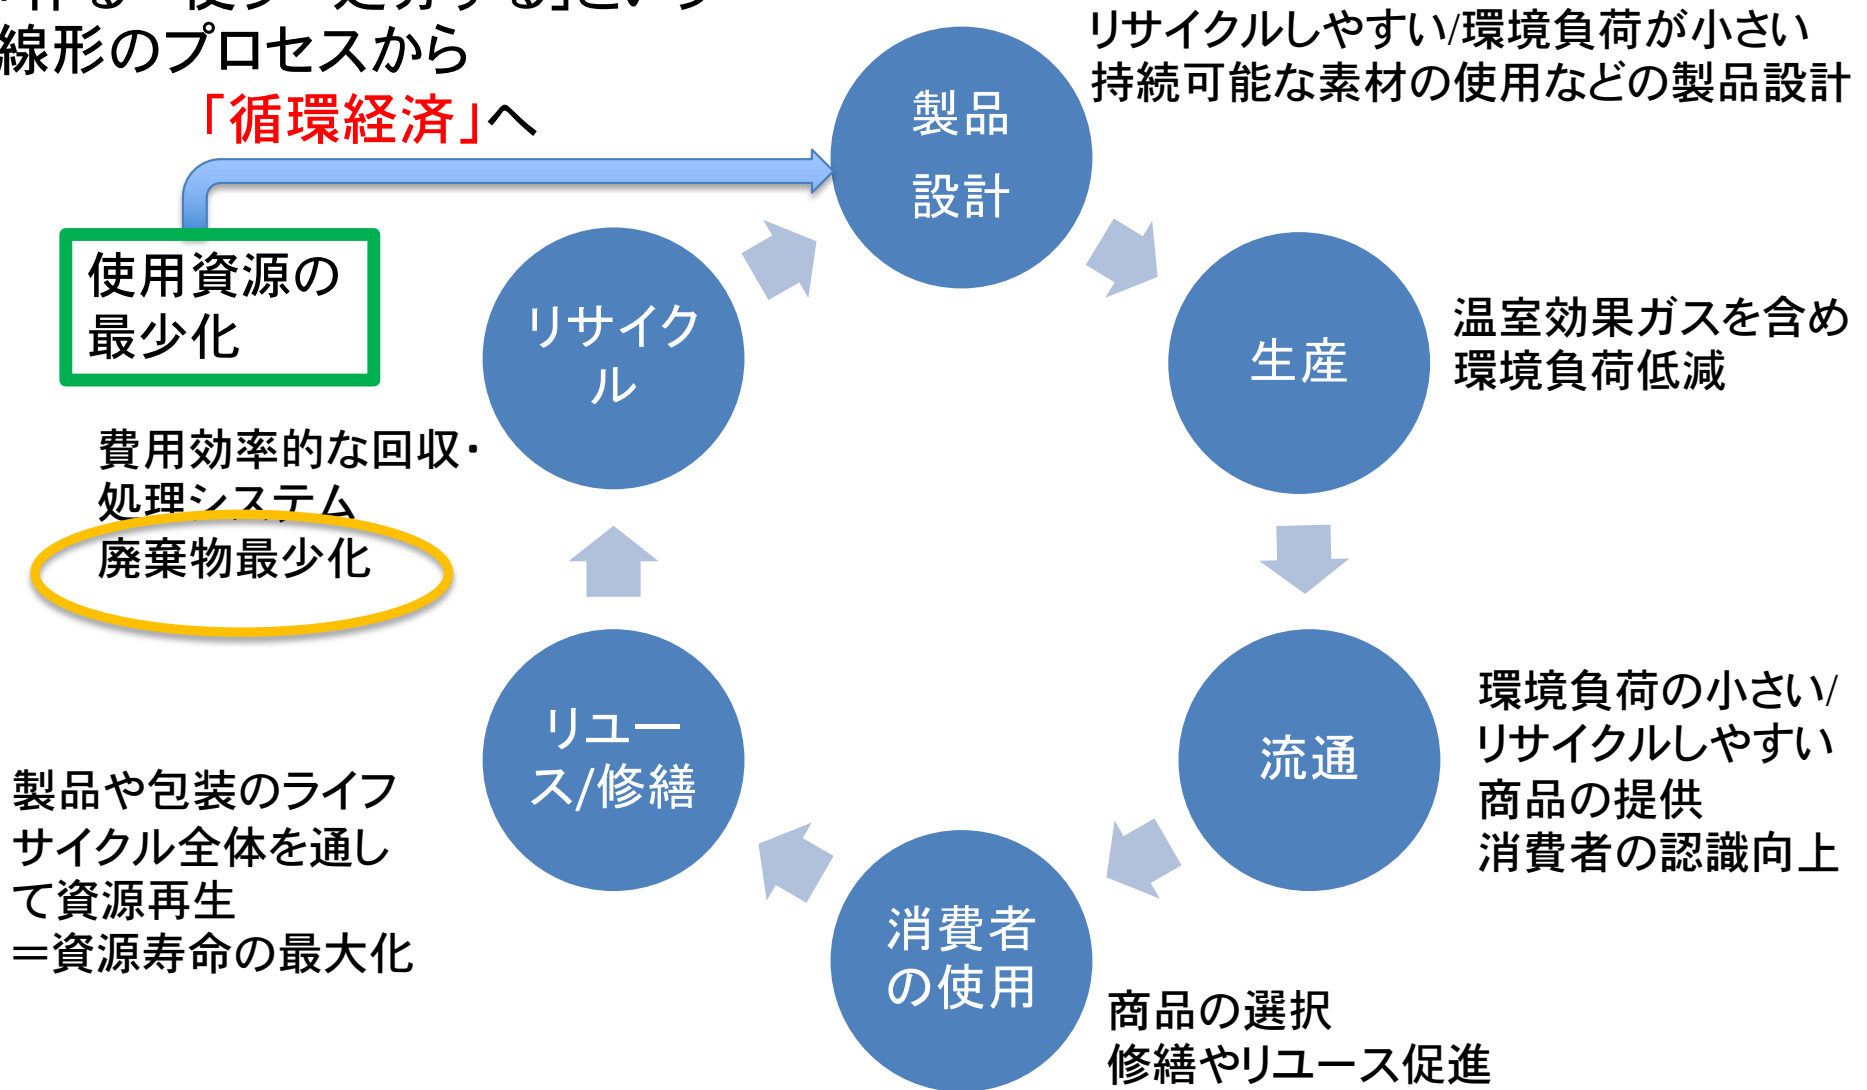 線形のプロセスから
「循環経済」へ
リサイクルしやすい/環境負荷が小さい
持続可能な素材の使用などの製品設計
製品
設計
使用資源の
最少化
リサイク
ル
生産
温室効果ガスを含め
環境負荷低減
費用効率的な回収・
処理システム
廃棄物最少化
リユー
ス/修繕
流通
環境負荷の小さい/
リサイクルしやすい
商品の提供
消費者の認識向上
製品や包装のライフ
サイクル全体を通し
て資源再生
＝資源寿命の最大化
消費者
の使用
商品の選択
修繕やリユース促進